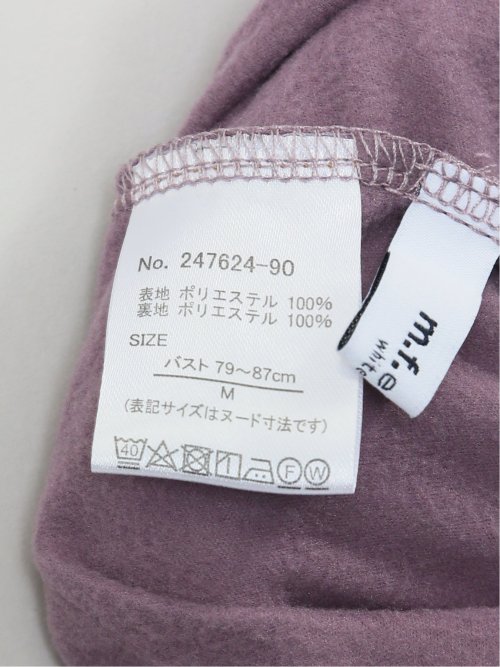 No. 247624-90
表地 ポリエステル 100%
裏地 ポリエステル 100%
SIZE
バスト 79～87cm
M
(表記サイズはヌード寸法です)
40 F W
m.f.e
white